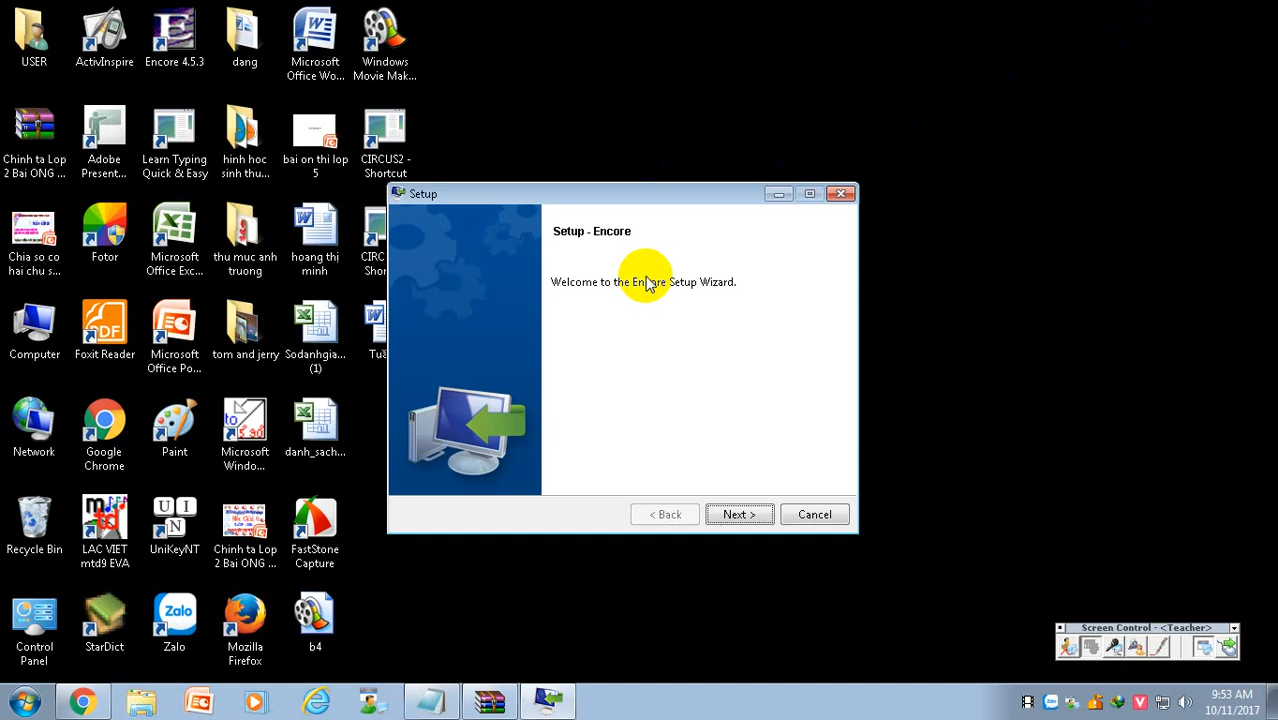 USER
ActivInspire
Encore 4.5.3
dang
Microsoft
Office Wo...
Windows
Movie Mak...
Chinh ta Lop
2 Bai ONG ...
Adobe
Present...
Learn Typing
Quick & Easy
hinh hoc
sinh thu...
bai on thi lop
5
CIRCUS2 -
Shortcut
Chia so co
hai chu s...
Fotor
Microsoft
Office Exc...
thu muc anh
truong
hoang thị
minh
CIRC
Shor
Computer
Foxit Reader
Microsoft
Office Po...
tom and jerry
Sodanhgia...
(1)
Tuầ
Network
Google
Chrome
Paint
Microsoft
Windo...
danh_sach...
Recycle Bin
LAC VIET
mtd9 EVA
UniKeyNT
Chinh ta Lop
2 Bai ONG ...
FastStone
Capture
Control
Panel
StarDict
Zalo
Mozilla
Firefox
b4
Setup
Setup - Encore
Welcome to the Encore Setup Wizard.
< Back
Next >
Cancel
Screen Control - <Teacher>
9:53 AM
10/11/2017